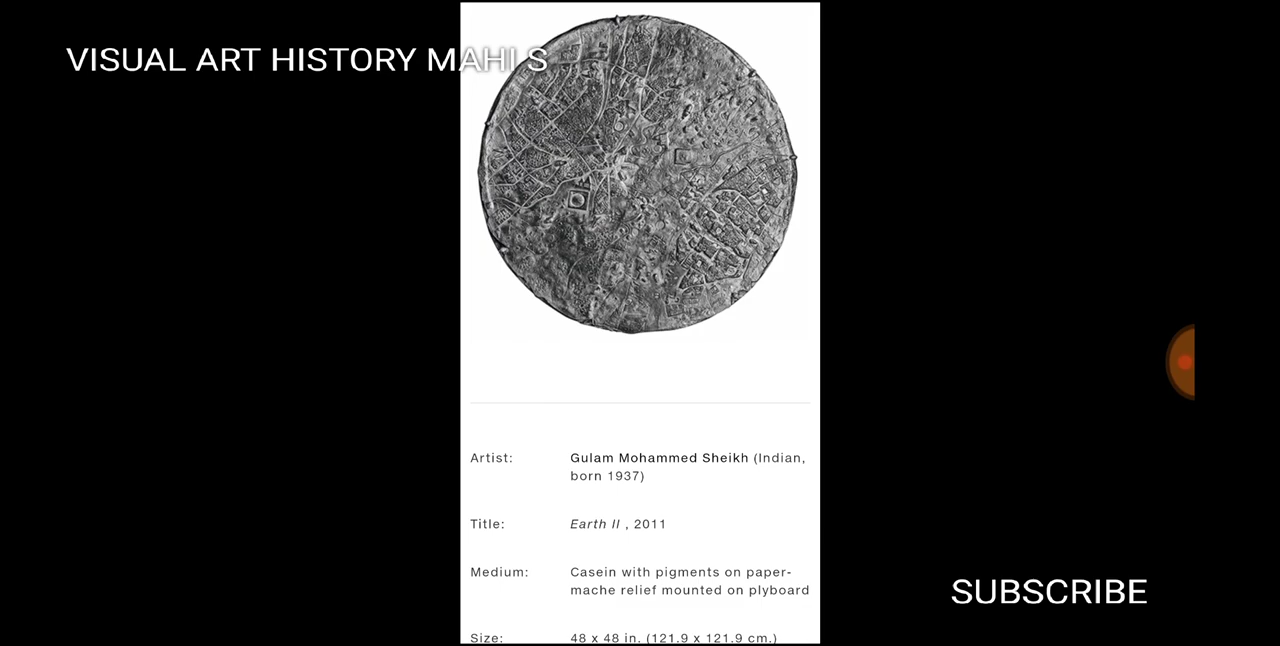 VISUAL ART HISTORY MAHI S
Artist: Gulam Mohammed Sheikh (Indian,
born 1937)
Title: Earth II , 2011
Medium: Casein with pigments on paper-
mache relief mounted on plyboard
Size: 48 x 48 in. (121.9 x 121.9 cm.)
SUBSCRIBE